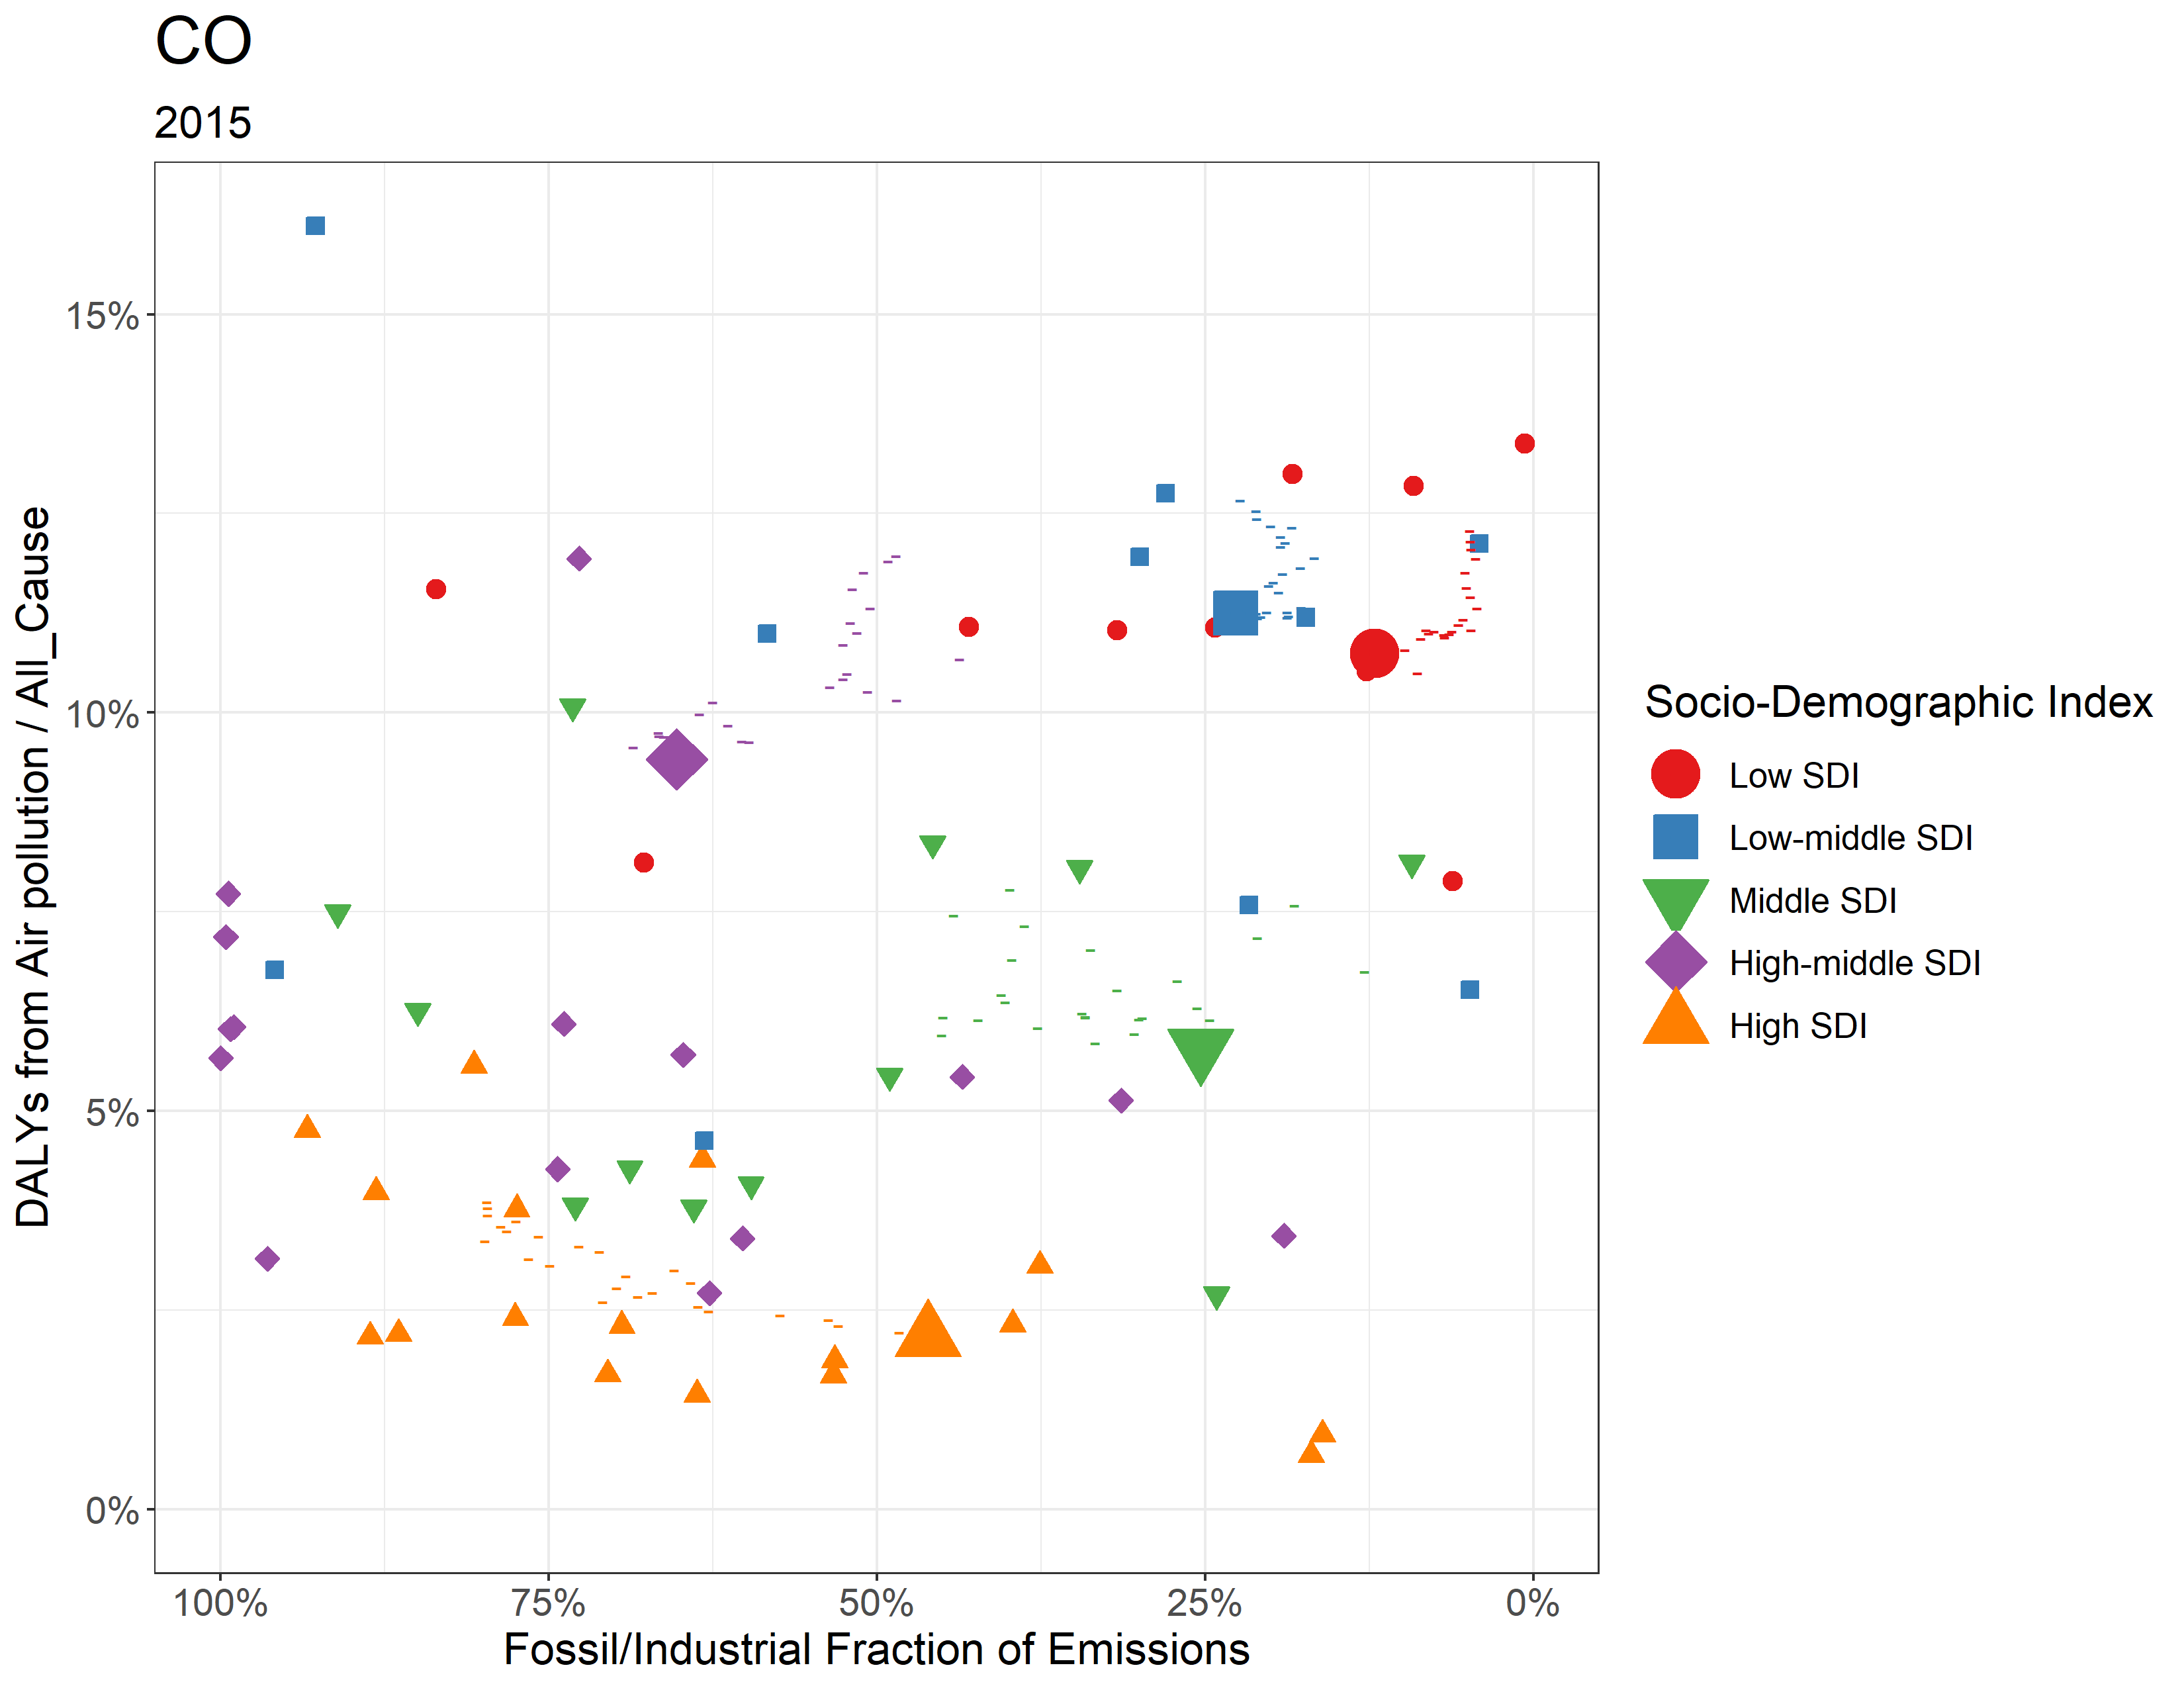 CO
2015
DALYs from Air pollution / All_Cause
15%
10%
5%
0%
100%
75%
50%
25%
0%
Fossil/Industrial Fraction of Emissions
Socio-Demographic Index
Low SDI
Low-middle SDI
Middle SDI
High-middle SDI
High SDI